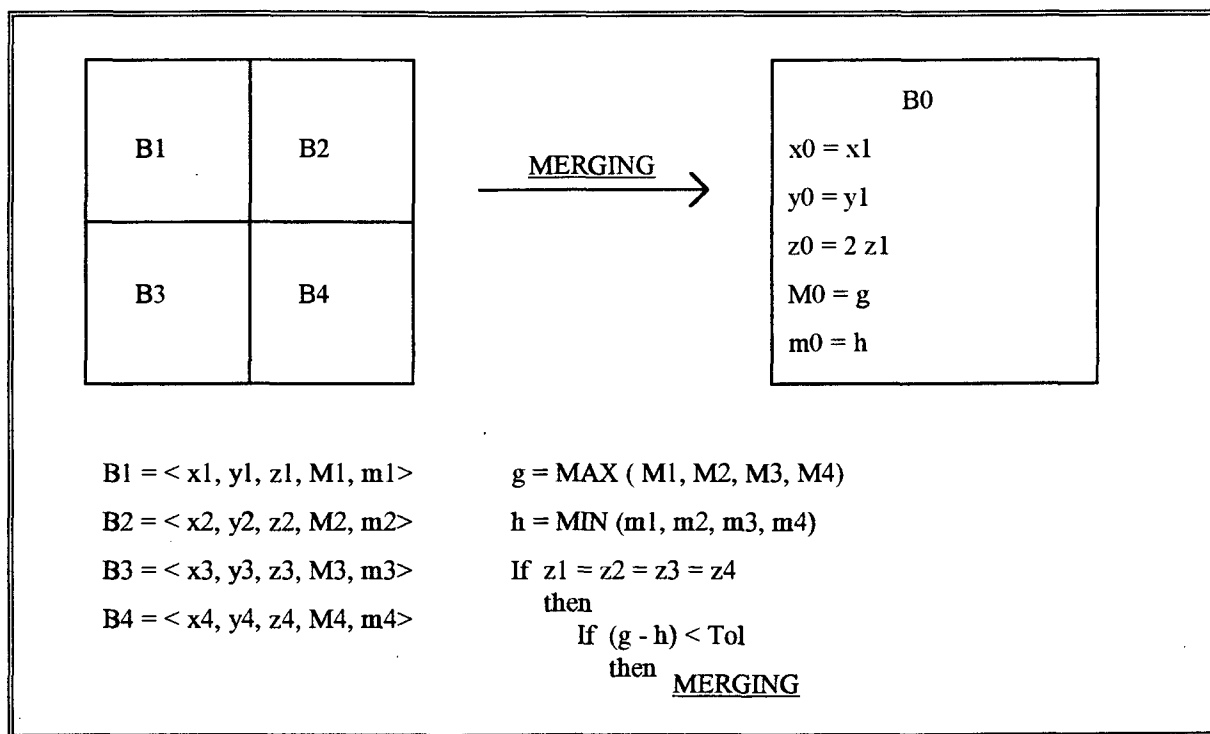 B1 B2
B3 B4
MERGING
B0
x0 = x1
y0 = y1
z0 = 2 z1
M0 = g
m0 = h
B1 = < x1, y1, z1, M1, m1>
B2 = < x2, y2, z2, M2, m2>
B3 = < x3, y3, z3, M3, m3>
B4 = < x4, y4, z4, M4, m4>
g = MAX ( M1, M2, M3, M4)
h = MIN (m1, m2, m3, m4)
If z1 = z2 = z3 = z4
then
If (g - h) < Tol
then MERGING